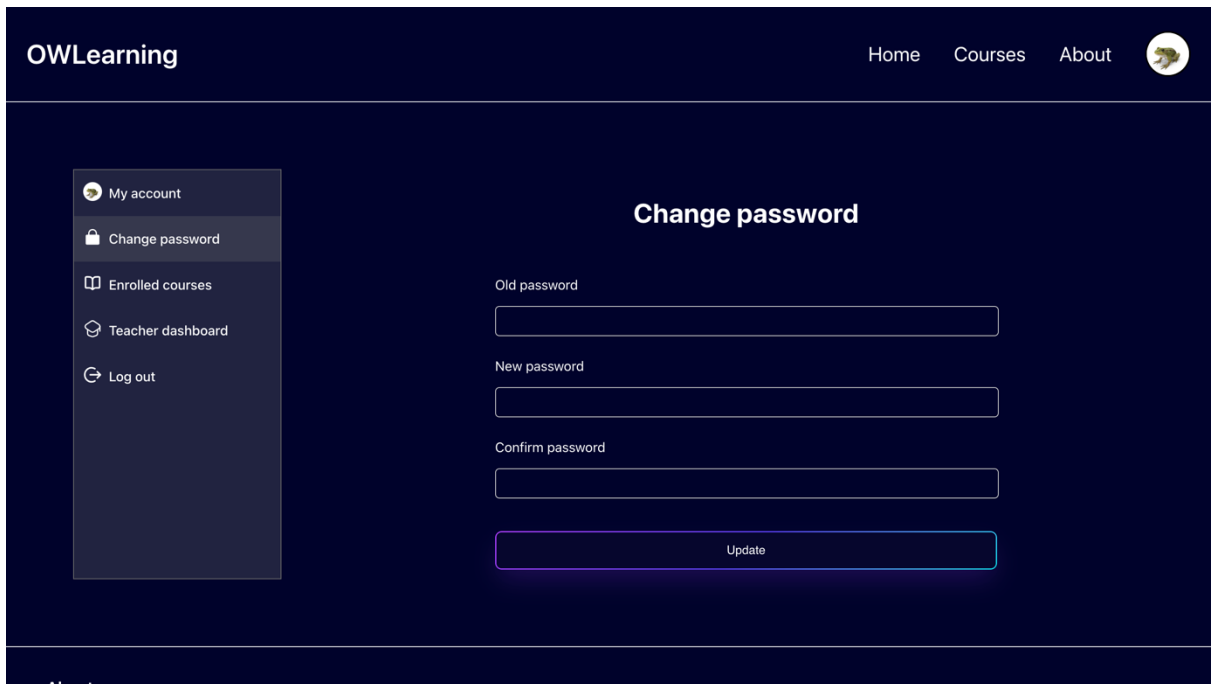 OWLearning
Home Courses About
My account
Change password
Enrolled courses
Teacher dashboard
Log out
Change password
Old password
New password
Confirm password
Update